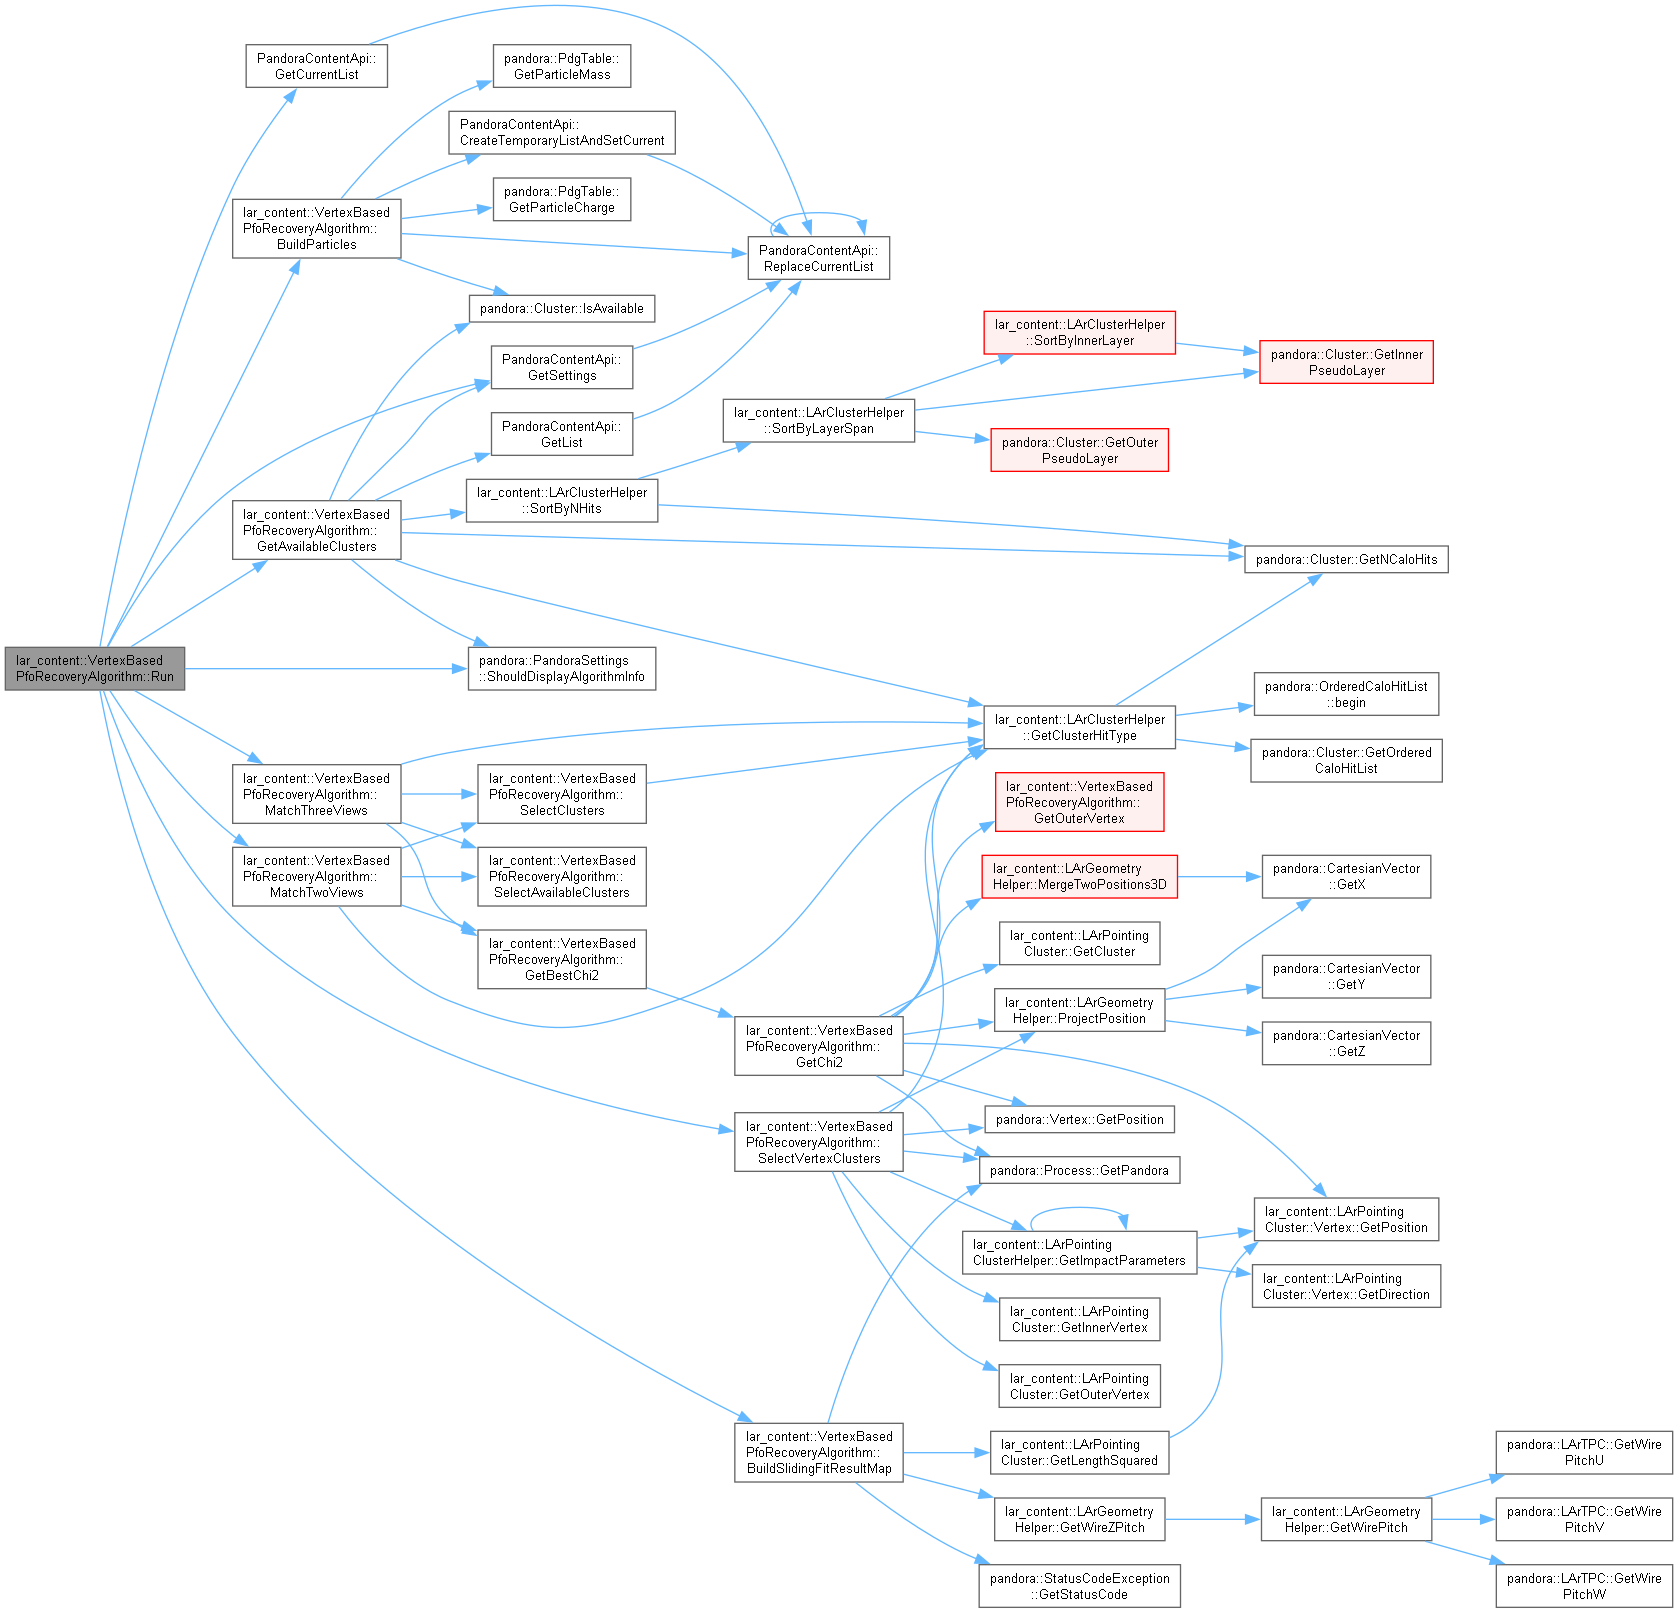 PandoraContentApi::
GetCurrentList
pandora::PdgTable::
GetParticleMass
PandoraContentApi::
CreateTemporaryListAndSetCurrent
pandora::PdgTable::
GetParticleCharge
lar_content::VertexBased
PfoRecoveryAlgorithm::
BuildParticles
PandoraContentApi::
ReplaceCurrentList
pandora::Cluster::IsAvailable
lar_content::LArClusterHelper
::SortByInnerLayer
pandora::Cluster::GetInner
PseudoLayer
PandoraContentApi::
GetSettings
PandoraContentApi::
GetList
lar_content::LArClusterHelper
::SortByLayerSpan
pandora::Cluster::GetOuter
PseudoLayer
lar_content::LArClusterHelper
::SortByNHits
lar_content::VertexBased
PfoRecoveryAlgorithm::
GetAvailableClusters
pandora::Cluster::GetNCaloHits
lar_content::VertexBased
PfoRecoveryAlgorithm::Run
pandora::PandoraSettings
::ShouldDisplayAlgorithmInfo
pandora::OrderedCaloHitList
::begin
lar_content::LArClusterHelper
::GetClusterHitType
pandora::Cluster::GetOrdered
CaloHitList
lar_content::VertexBased
PfoRecoveryAlgorithm::
MatchThreeViews
lar_content::VertexBased
PfoRecoveryAlgorithm::
SelectClusters
lar_content::VertexBased
PfoRecoveryAlgorithm::
GetOuterVertex
lar_content::VertexBased
PfoRecoveryAlgorithm::
MatchTwoViews
lar_content::VertexBased
PfoRecoveryAlgorithm::
SelectAvailableClusters
lar_content::LArGeometry
Helper::MergeTwoPositions3D
pandora::CartesianVector
::GetX
lar_content::VertexBased
PfoRecoveryAlgorithm::
GetBestChi2
lar_content::LArPointing
Cluster::GetCluster
pandora::CartesianVector
::GetY
lar_content::LArGeometry
Helper::ProjectPosition
lar_content::VertexBased
PfoRecoveryAlgorithm::
GetChi2
pandora::CartesianVector
::GetZ
pandora::Vertex::GetPosition
lar_content::VertexBased
PfoRecoveryAlgorithm::
SelectVertexClusters
pandora::Process::GetPandora
lar_content::LArPointing
Cluster::Vertex::GetPosition
lar_content::LArPointing
ClusterHelper::GetImpactParameters
lar_content::LArPointing
Cluster::Vertex::GetDirection
lar_content::LArPointing
Cluster::GetInnerVertex
lar_content::LArPointing
Cluster::GetOuterVertex
lar_content::VertexBased
PfoRecoveryAlgorithm::
BuildSlidingFitResultMap
lar_content::LArPointing
Cluster::GetLengthSquared
pandora::LArTPC::GetWire
PitchU
lar_content::LArGeometry
Helper::GetWireZPitch
lar_content::LArGeometry
Helper::GetWirePitch
pandora::LArTPC::GetWire
PitchV
pandora::StatusCodeException
::GetStatusCode
pandora::LArTPC::GetWire
PitchW